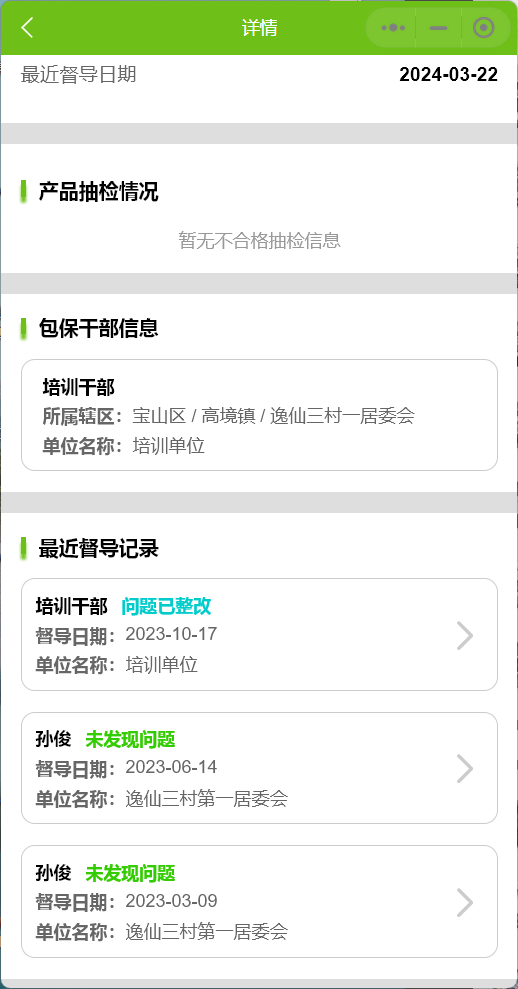 详情
最近督导日期 2024-03-22
产品抽检情况
暂无不合格抽检信息
包保干部信息
培训干部
所属辖区：宝山区 / 高境镇 / 逸仙三村一居委会
单位名称：培训单位
最近督导记录
培训干部 问题已整改
督导日期：2023-10-17
单位名称：培训单位
孙俊 未发现问题
督导日期：2023-06-14
单位名称：逸仙三村第一居委会
孙俊 未发现问题
督导日期：2023-03-09
单位名称：逸仙三村第一居委会